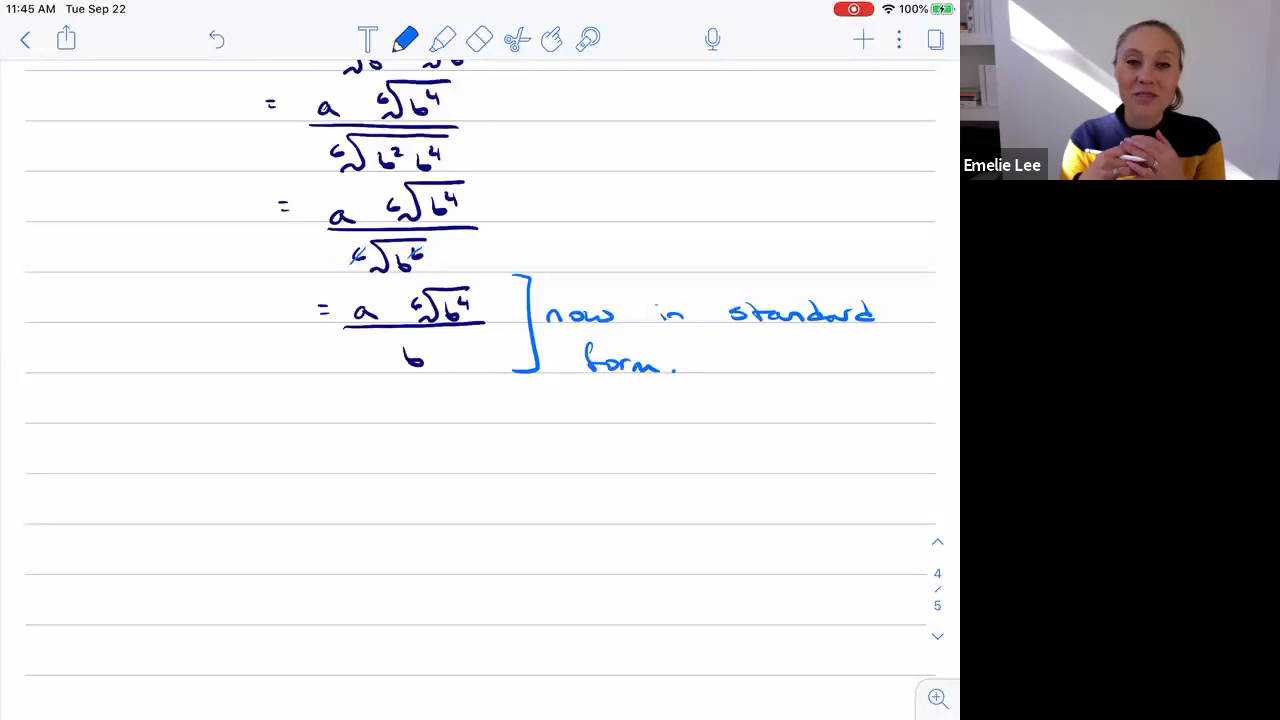 11:45 AM Tue Sep 22
100%
= a ⁶√b⁴
⁶√b² b⁴
= a ⁶√b⁴
⁶√b⁶
= a ⁶√b⁴
b
now in standard
form.
Emelie Lee
4
/
5